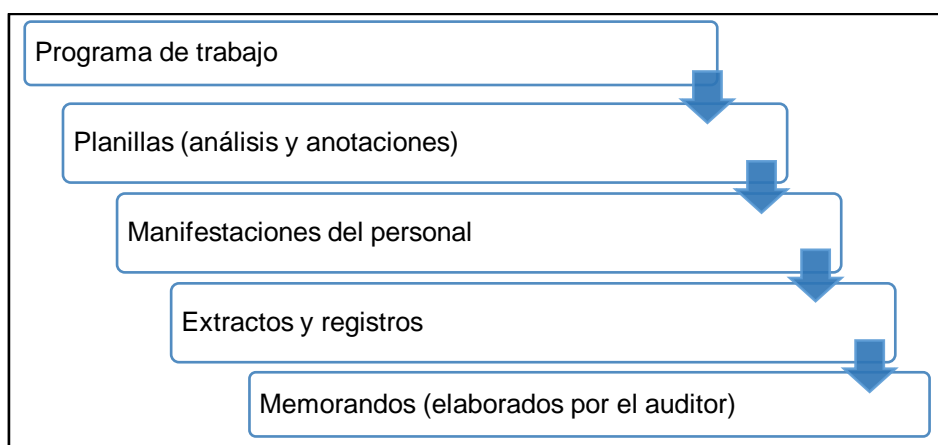 Programa de trabajo
Planillas (análisis y anotaciones)
Manifestaciones del personal
Extractos y registros
Memorandos (elaborados por el auditor)